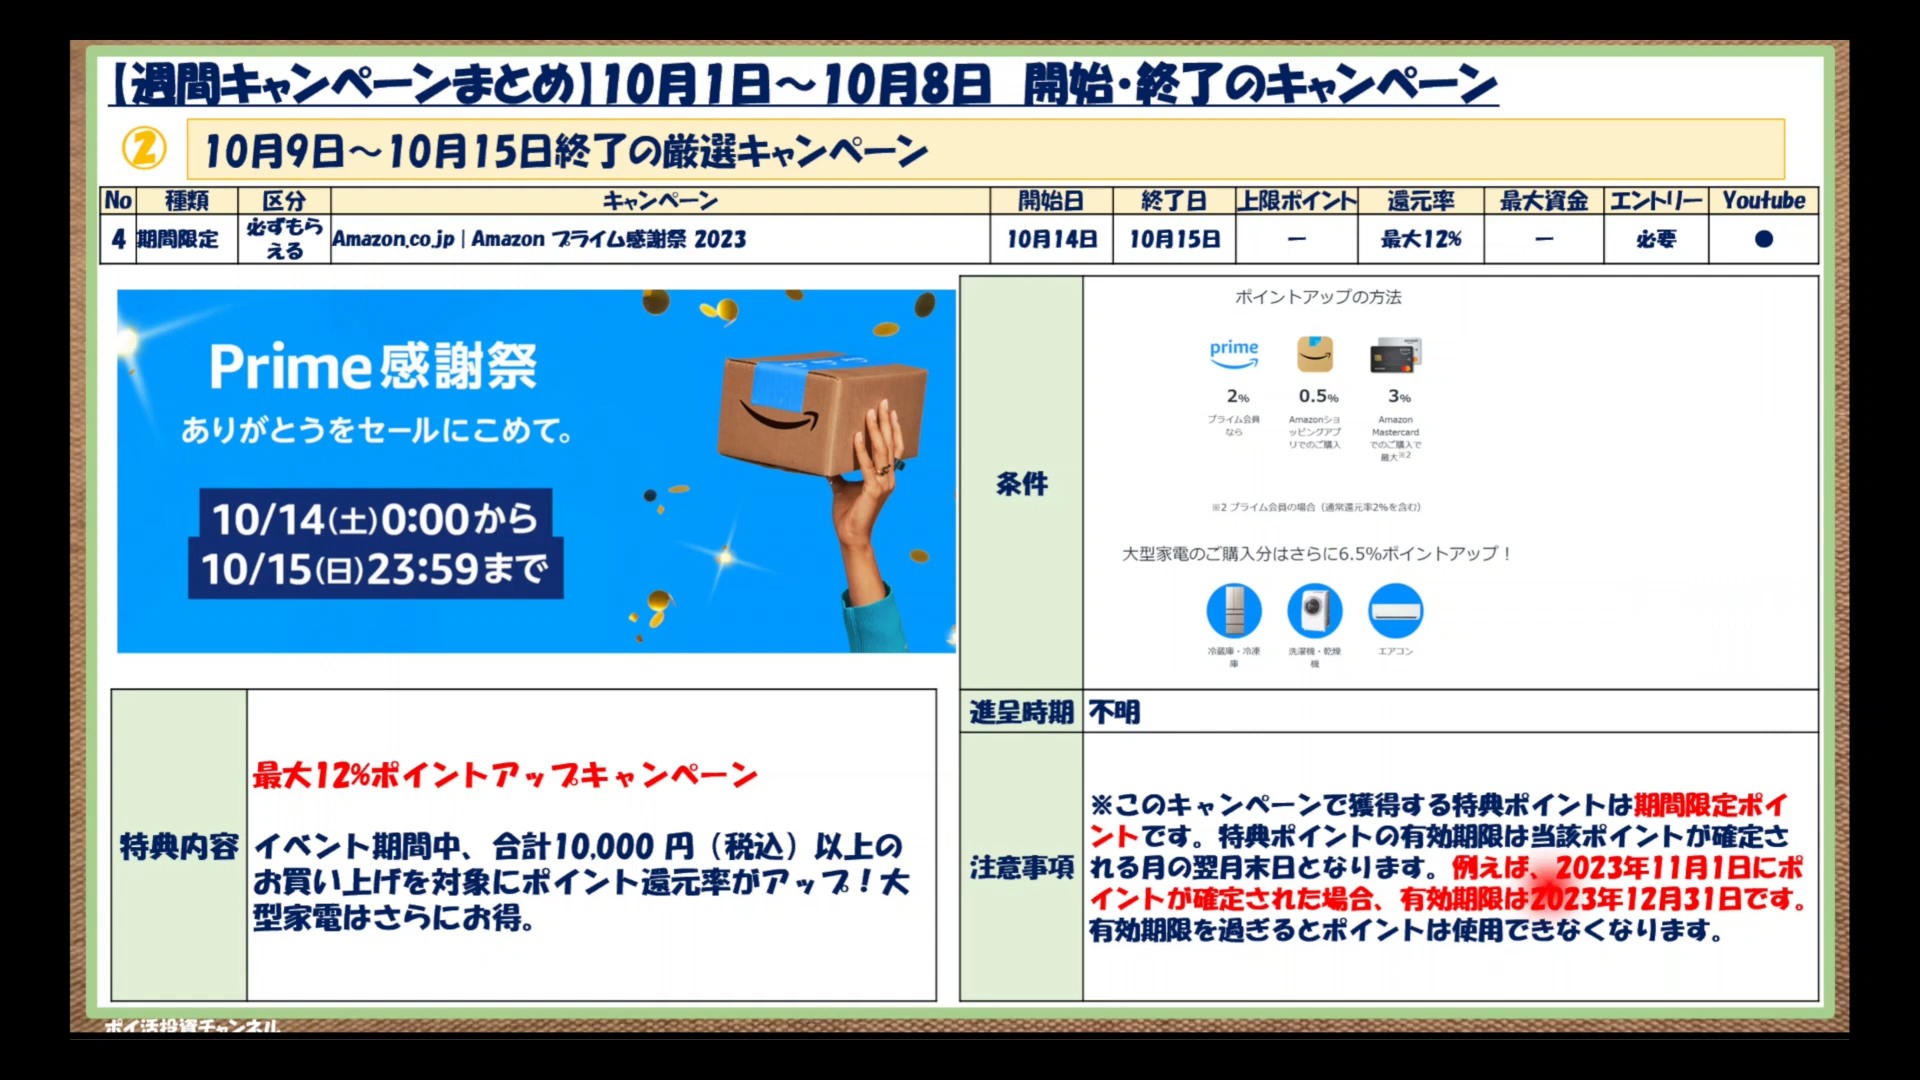 【週間キャンペーンまとめ】10月1日～10月8日 開始・終了のキャンペーン
② 10月9日～10月15日終了の厳選キャンペーン
No 種類 区分 キャンペーン 開始日 終了日 上限ポイント 還元率 最大資金 エントリー Youtube
4 期間限定 必ずもら
える Amazon.co.jp | Amazon プライム感謝祭 2023 10月14日 10月15日 ー 最大12% ー 必要 ●
Prime感謝祭
ありがとうをセールにこめて。
10/14(土)0:00から
10/15(日)23:59まで
特典内容
最大12%ポイントアップキャンペーン
イベント期間中、合計10,000 円（税込）以上の
お買い上げを対象にポイント還元率がアップ！大
型家電はさらにお得。
条件
ポイントアップの方法
prime
2%
プライム会員
なら
0.5%
Amazonショ
ッピングアプ
リでのご購入
3%
Amazon
Mastercard
でのご購入で
最大※2
※2 プライム会員の場合（通常還元率2%を含む）
大型家電のご購入分はさらに6.5%ポイントアップ！
冷蔵庫・冷凍
庫
洗濯機・乾燥
機
エアコン
進呈時期 不明
注意事項
※このキャンペーンで獲得する特典ポイントは期間限定ポイ
ントです。特典ポイントの有効期限は当該ポイントが確定さ
れる月の翌月末日となります。例えば、2023年11月1日にポ
イントが確定された場合、有効期限は2023年12月31日です。
有効期限を過ぎるとポイントは使用できなくなります。
ポイ活投資チャンネル